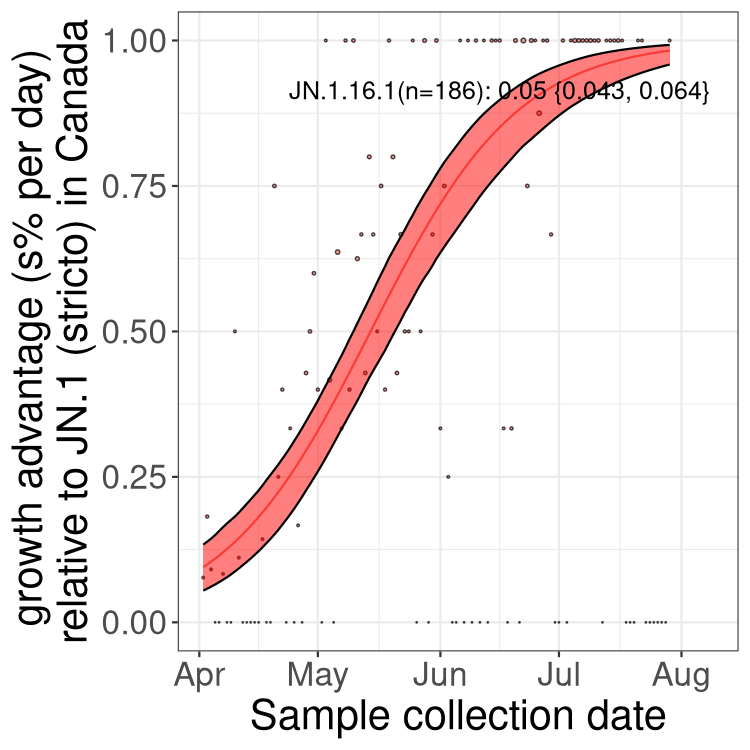 growth advantage (s% per day)
relative to JN.1 (stricto) in Canada
1.00
0.75
0.50
0.25
0.00
JN.1.16.1(n=186): 0.05 {0.043, 0.064}
Apr May Jun Jul Aug
Sample collection date